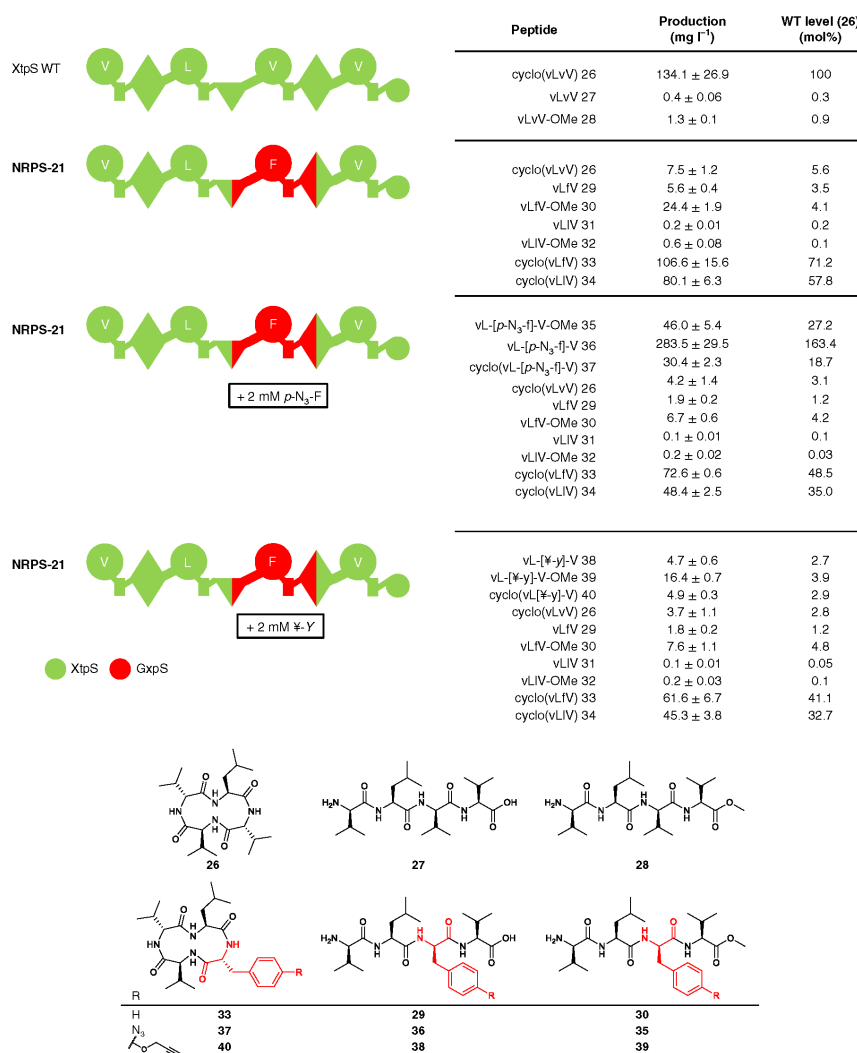 Peptide Production (mg l⁻¹) WT level (26) (mol%)
XtpS WT
V L V V
cyclo(vLvV) 26 134.1 ± 26.9 100
vLvV 27 0.4 ± 0.06 0.3
vLvV-OMe 28 1.3 ± 0.1 0.9
NRPS-21
V L F V
cyclo(vLvV) 26 7.5 ± 1.2 5.6
vLfV 29 5.6 ± 0.4 3.5
vLfV-OMe 30 24.4 ± 1.9 4.1
vLlV 31 0.2 ± 0.01 0.2
vLlV-OMe 32 0.6 ± 0.08 0.1
cyclo(vLfV) 33 106.6 ± 15.6 71.2
cyclo(vLlV) 34 80.1 ± 6.3 57.8
NRPS-21
V L F V
+ 2 mM p-N₃-F
vL-[p-N₃-f]-V-OMe 35 46.0 ± 5.4 27.2
vL-[p-N₃-f]-V 36 283.5 ± 29.5 163.4
cyclo(vL-[p-N₃-f]-V) 37 30.4 ± 2.3 18.7
cyclo(vLvV) 26 4.2 ± 1.4 3.1
vLfV 29 1.9 ± 0.2 1.2
vLfV-OMe 30 6.7 ± 0.6 4.2
vLlV 31 0.1 ± 0.01 0.1
vLlV-OMe 32 0.2 ± 0.02 0.03
cyclo(vLfV) 33 72.6 ± 0.6 48.5
cyclo(vLlV) 34 48.4 ± 2.5 35.0
NRPS-21
V L F V
+ 2 mM ¥-Y
XtpS GxpS
vL-[¥-y]-V 38 4.7 ± 0.6 2.7
vL-[¥-y]-V-OMe 39 16.4 ± 0.7 3.9
cyclo(vL[¥-y]-V) 40 4.9 ± 0.3 2.9
cyclo(vLvV) 26 3.7 ± 1.1 2.8
vLfV 29 1.8 ± 0.2 1.2
vLfV-OMe 30 7.6 ± 1.1 4.8
vLlV 31 0.1 ± 0.01 0.05
vLlV-OMe 32 0.2 ± 0.03 0.1
cyclo(vLfV) 33 61.6 ± 6.7 41.1
cyclo(vLlV) 34 45.3 ± 3.8 32.7
26 27 28
R
H 33 29 30
N₃ 37 36 35
O 40 38 39